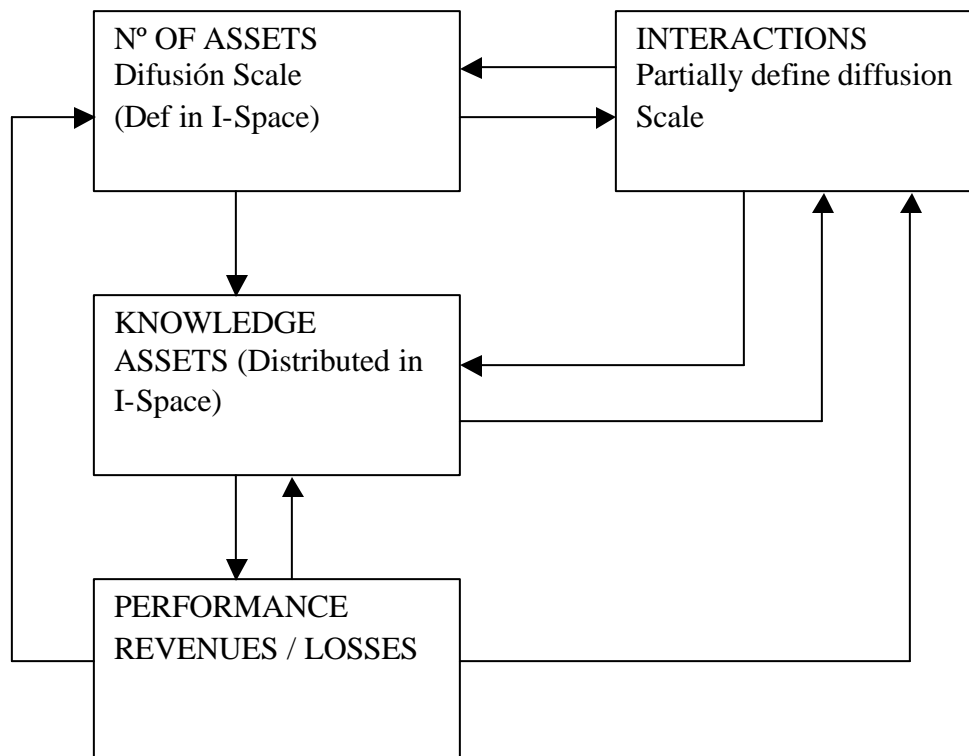 Nº OF ASSETS
Difusión Scale
(Def in I-Space)
INTERACTIONS
Partially define diffusion
Scale
KNOWLEDGE
ASSETS (Distributed in
I-Space)
PERFORMANCE
REVENUES / LOSSES